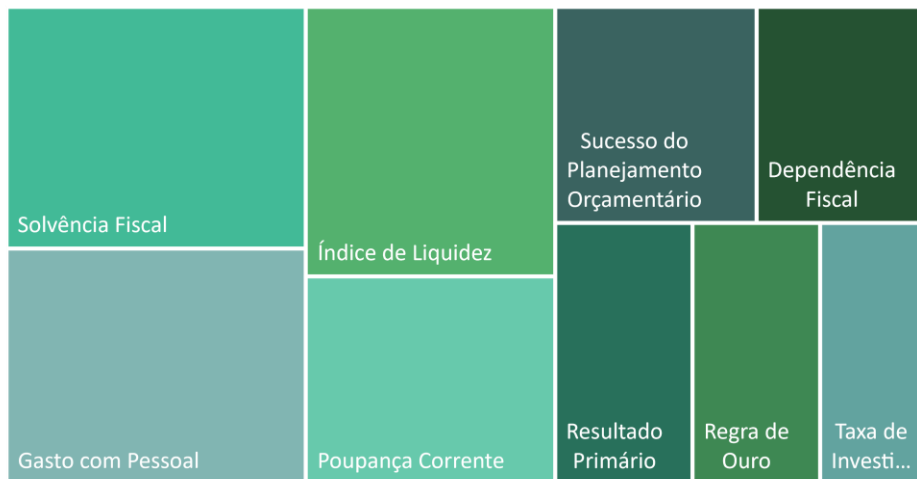 Solvência Fiscal
Gasto com Pessoal
Índice de Liquidez
Poupança Corrente
Sucesso do
Planejamento
Orçamentário
Dependência
Fiscal
Resultado
Primário
Regra de
Ouro
Taxa de
Investi...